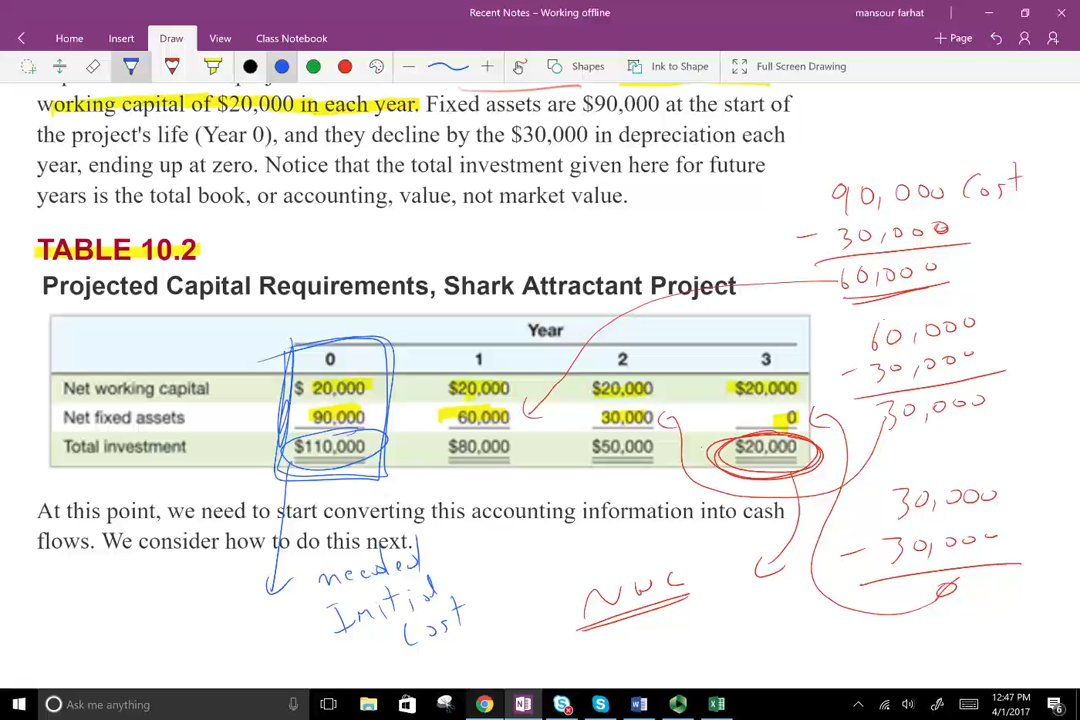 Recent Notes – Working offline
mansour farhat
Home Insert Draw View Class Notebook
Page
Shapes Ink to Shape Full Screen Drawing
working capital of $20,000 in each year. Fixed assets are $90,000 at the start of
the project's life (Year 0), and they decline by the $30,000 in depreciation each
year, ending up at zero. Notice that the total investment given here for future
years is the total book, or accounting, value, not market value.
90,000 Cost
- 30,000
60,000
TABLE 10.2
Projected Capital Requirements, Shark Attractant Project
Year
0 1 2 3
Net working capital $ 20,000 $20,000 $20,000 $20,000
Net fixed assets 90,000 60,000 30,000 0
Total investment $110,000 $80,000 $50,000 $20,000
60,000
- 30,000
30,000
30,000
- 30,000
0
At this point, we need to start converting this accounting information into cash
flows. We consider how to do this next.
needed
Initial
Cost
NWC
Ask me anything
12:47 PM
4/1/2017
6